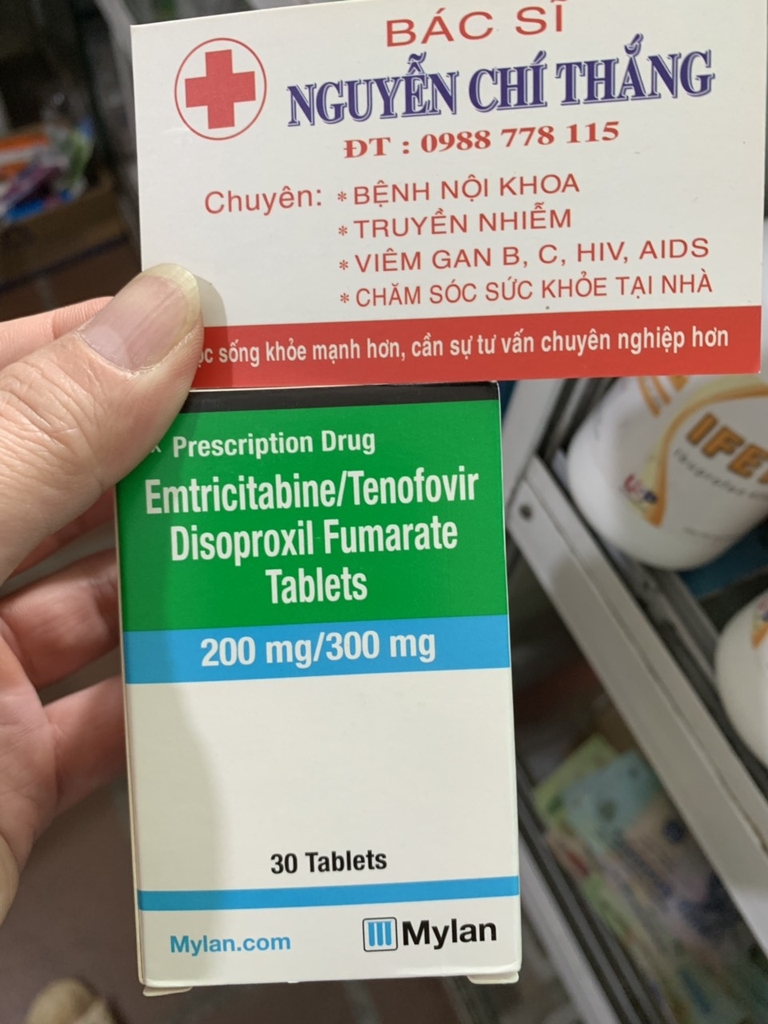 BÁC SĨ
NGUYỄN CHÍ THẮNG
ĐT : 0988 778 115
Chuyên: * BỆNH NỘI KHOA
* TRUYỀN NHIỄM
* VIÊM GAN B, C, HIV, AIDS
* CHĂM SÓC SỨC KHỎE TẠI NHÀ
sống khỏe mạnh hơn, cần sự tư vấn chuyên nghiệp hơn
Prescription Drug
Emtricitabine/Tenofovir
Disoproxil Fumarate
Tablets
200 mg/300 mg
30 Tablets
Mylan.com
Mylan